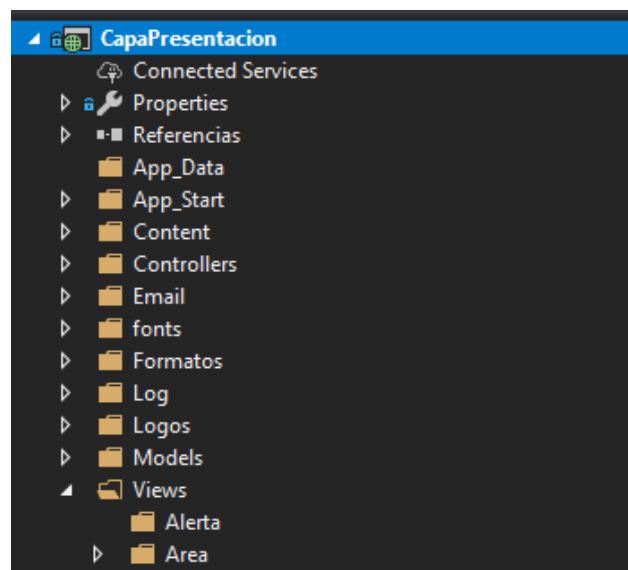 CapaPresentacion
Connected Services
Properties
Referencias
App_Data
App_Start
Content
Controllers
Email
fonts
Formatos
Log
Logos
Models
Views
Alerta
Area